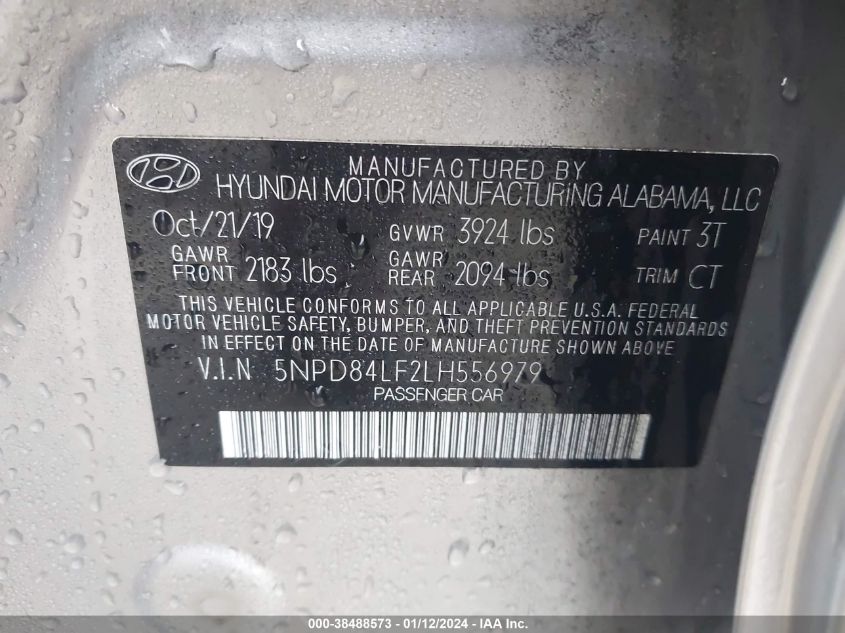 MANUFACTURED BY
HYUNDAI MOTOR MANUFACTURING ALABAMA, LLC
Oct/21/19 GVWR 3924 lbs PAINT 3T
GAWR FRONT 2183 lbs GAWR REAR 2094 lbs TRIM CT
THIS VEHICLE CONFORMS TO ALL APPLICABLE U.S.A. FEDERAL
MOTOR VEHICLE SAFETY, BUMPER, AND THEFT PREVENTION STANDARDS
IN EFFECT ON THE DATE OF MANUFACTURE SHOWN ABOVE.
V.I.N 5NPD84LF2LH556979
PASSENGER CAR
000-38488573 - 01/12/2024 - IAA Inc.